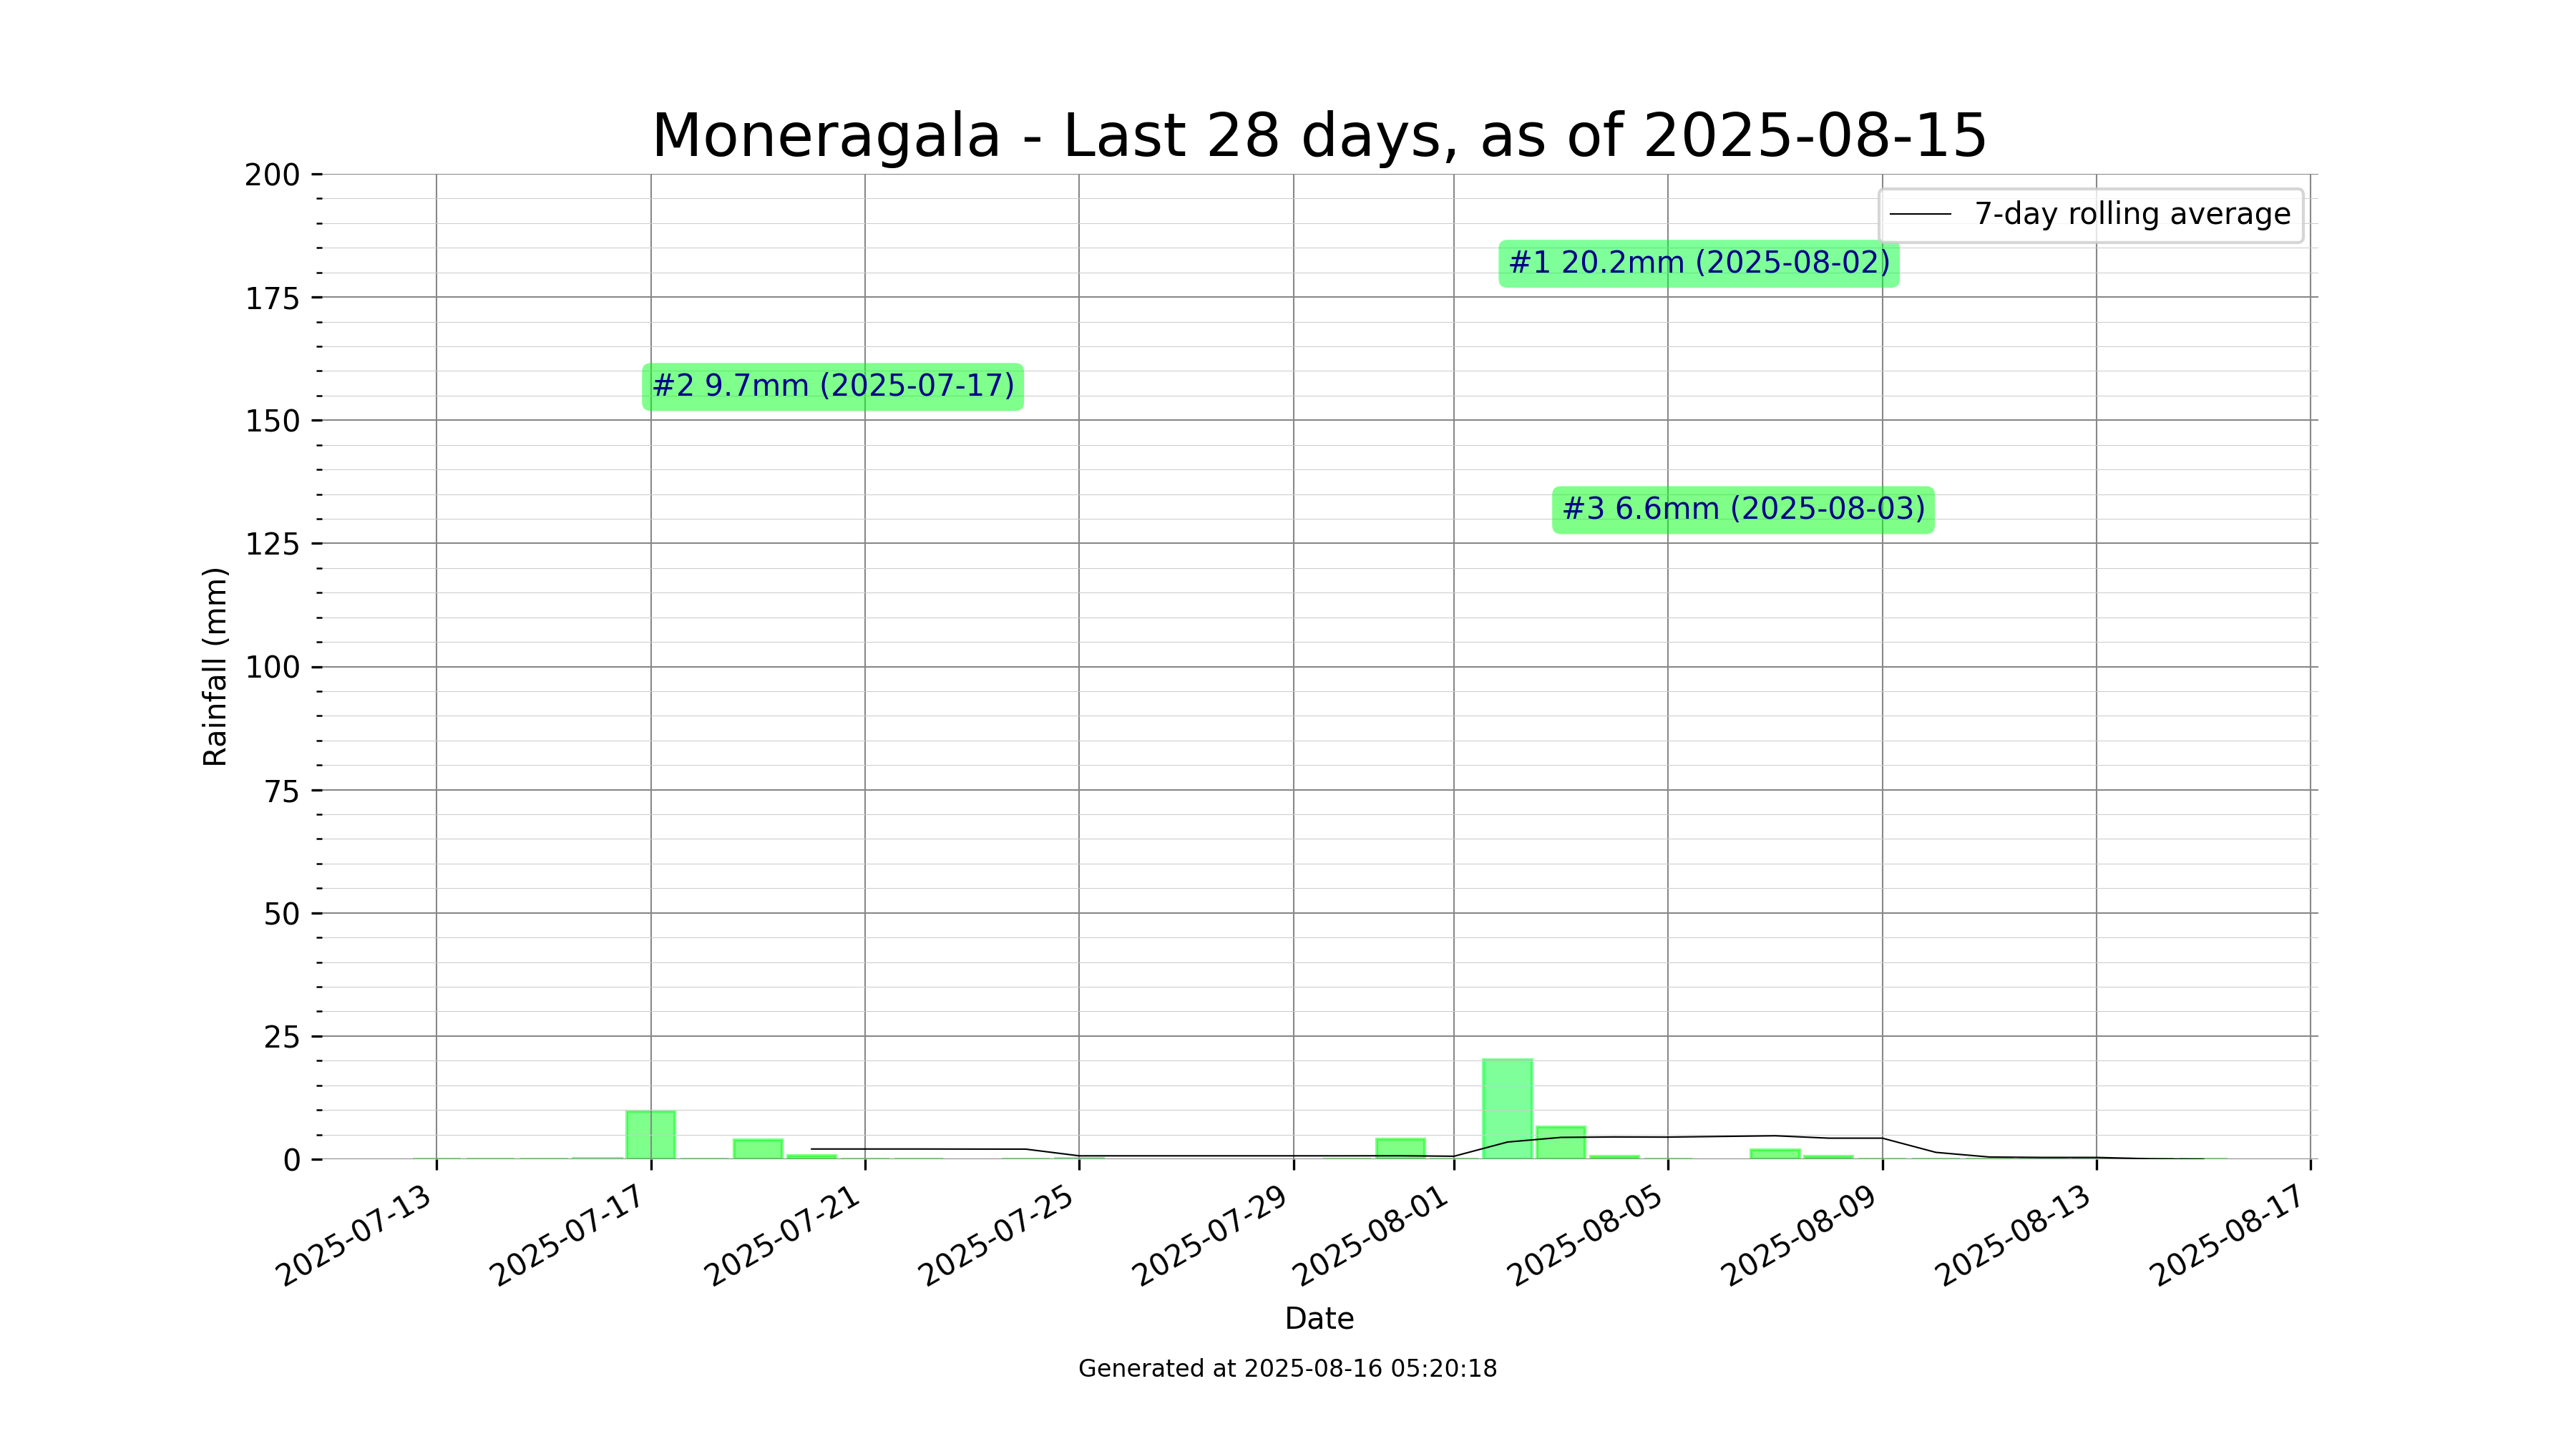 Moneragala - Last 28 days, as of 2025-08-15
200
175
150
125
100
75
50
25
0
Rainfall (mm)
7-day rolling average
#1 20.2mm (2025-08-02)
#2 9.7mm (2025-07-17)
#3 6.6mm (2025-08-03)
2025-07-13
2025-07-17
2025-07-21
2025-07-25
2025-07-29
2025-08-01
2025-08-05
2025-08-09
2025-08-13
2025-08-17
Date
Generated at 2025-08-16 05:20:18